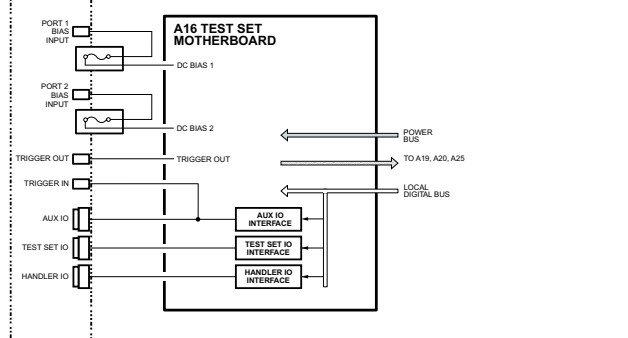 PORT 1
BIAS
INPUT
A16 TEST SET
MOTHERBOARD
DC BIAS 1
PORT 2
BIAS
INPUT
DC BIAS 2
POWER
BUS
TRIGGER OUT
TRIGGER OUT
TO A19, A20, A25
TRIGGER IN
LOCAL
DIGITAL BUS
AUX IO
AUX IO
INTERFACE
TEST SET IO
TEST SET IO
INTERFACE
HANDLER IO
HANDLER IO
INTERFACE